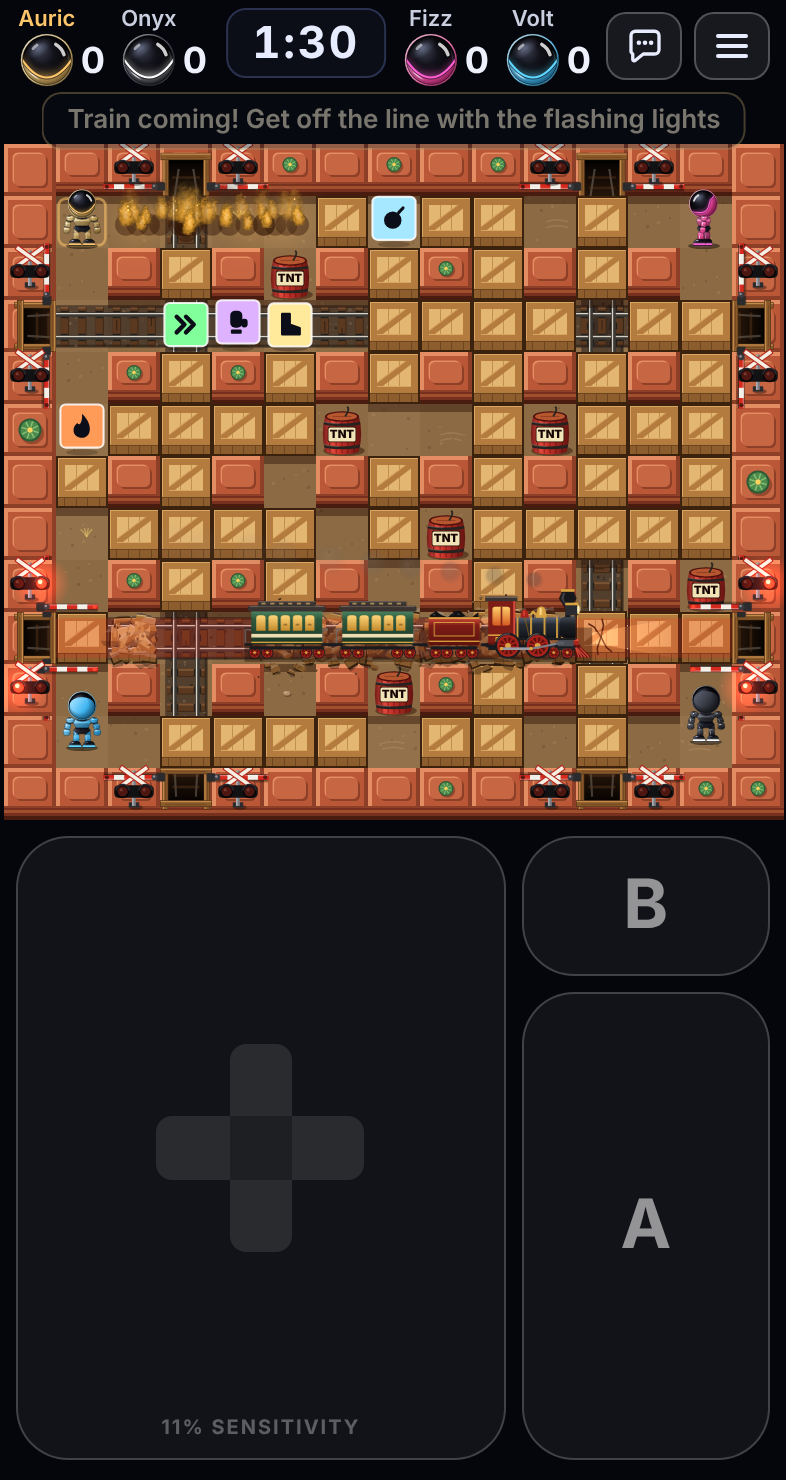 Auric Onyx Fizz Volt
0 0 1:30 0 0
Train coming! Get off the line with the flashing lights
TNT
TNT
TNT
TNT
TNT
TNT
B
A
11% SENSITIVITY